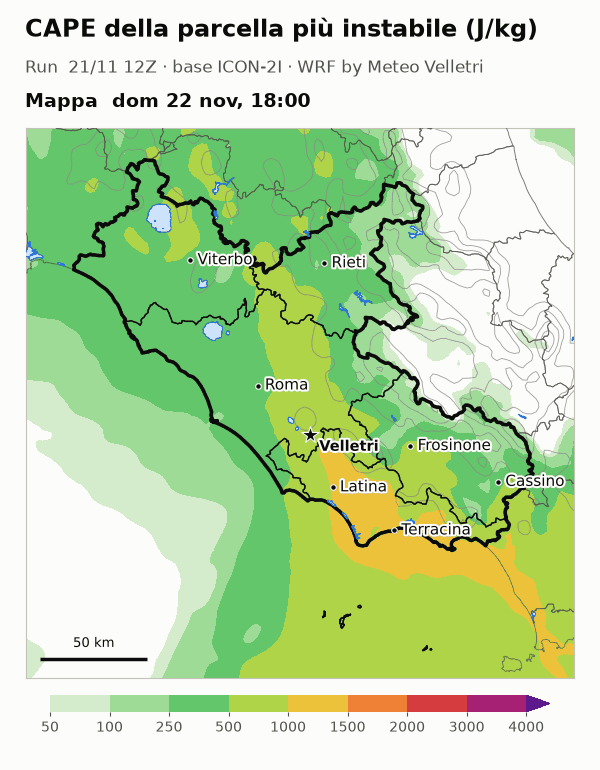 CAPE della parcella più instabile (J/kg)
Run  21/11 12Z · base ICON-2I · WRF by Meteo Velletri
Mappa  dom 22 nov, 18:00
Viterbo
Rieti
Roma
Velletri
Frosinone
Latina
Cassino
Terracina
50 km
50 100 250 500 1000 1500 2000 3000 4000